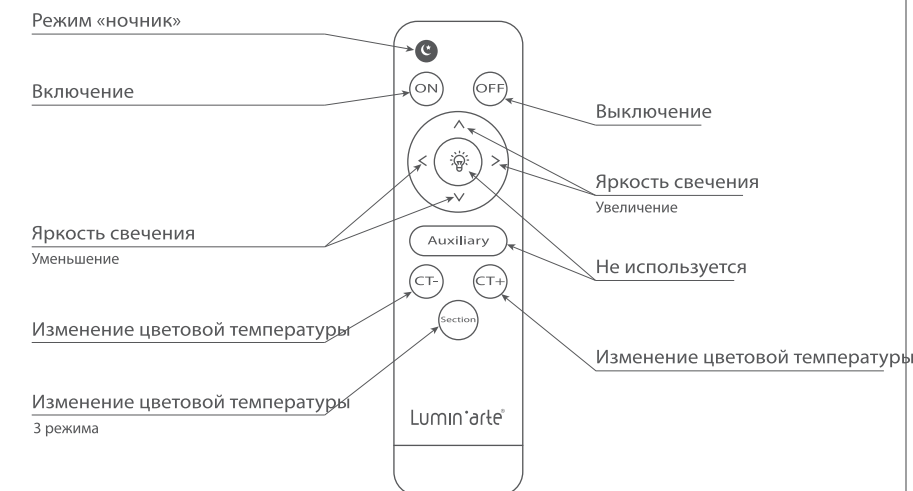 Режим «ночник»
ON
OFF
Включение
Выключение
Яркость свечения
Увеличение
Яркость свечения
Уменьшение
Auxiliary
Не используется
CT-
CT+
Section
Изменение цветовой температуры
Изменение цветовой температуры
Изменение цветовой температуры
3 режима
Lumin*arte®